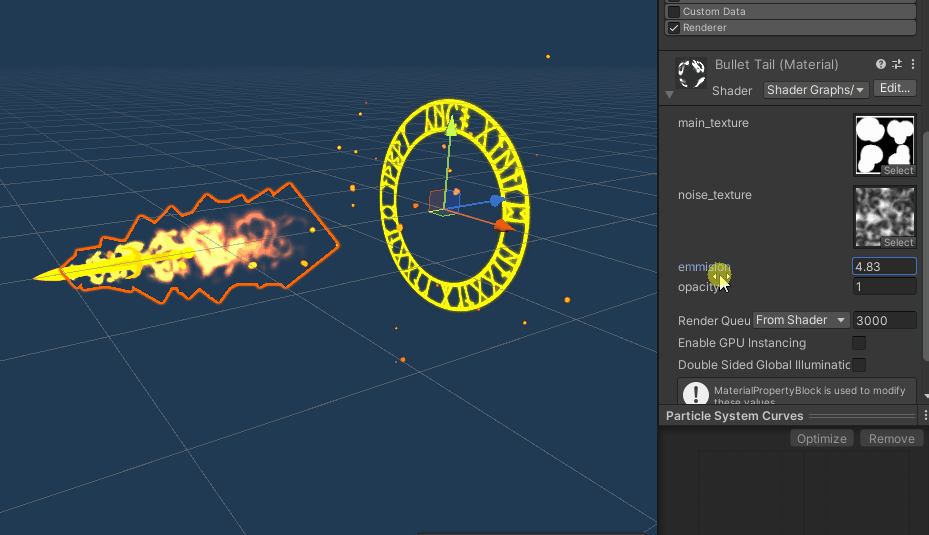 Custom Data
Renderer
Bullet Tail (Material)
Shader Shader Graphs/ Edit...
main_texture
Select
noise_texture
Select
emmision 4.83
opacity 1
Render Queu From Shader 3000
Enable GPU Instancing
Double Sided Global Illuminatic
MaterialPropertyBlock is used to modify
these values
Particle System Curves
Optimize Remove